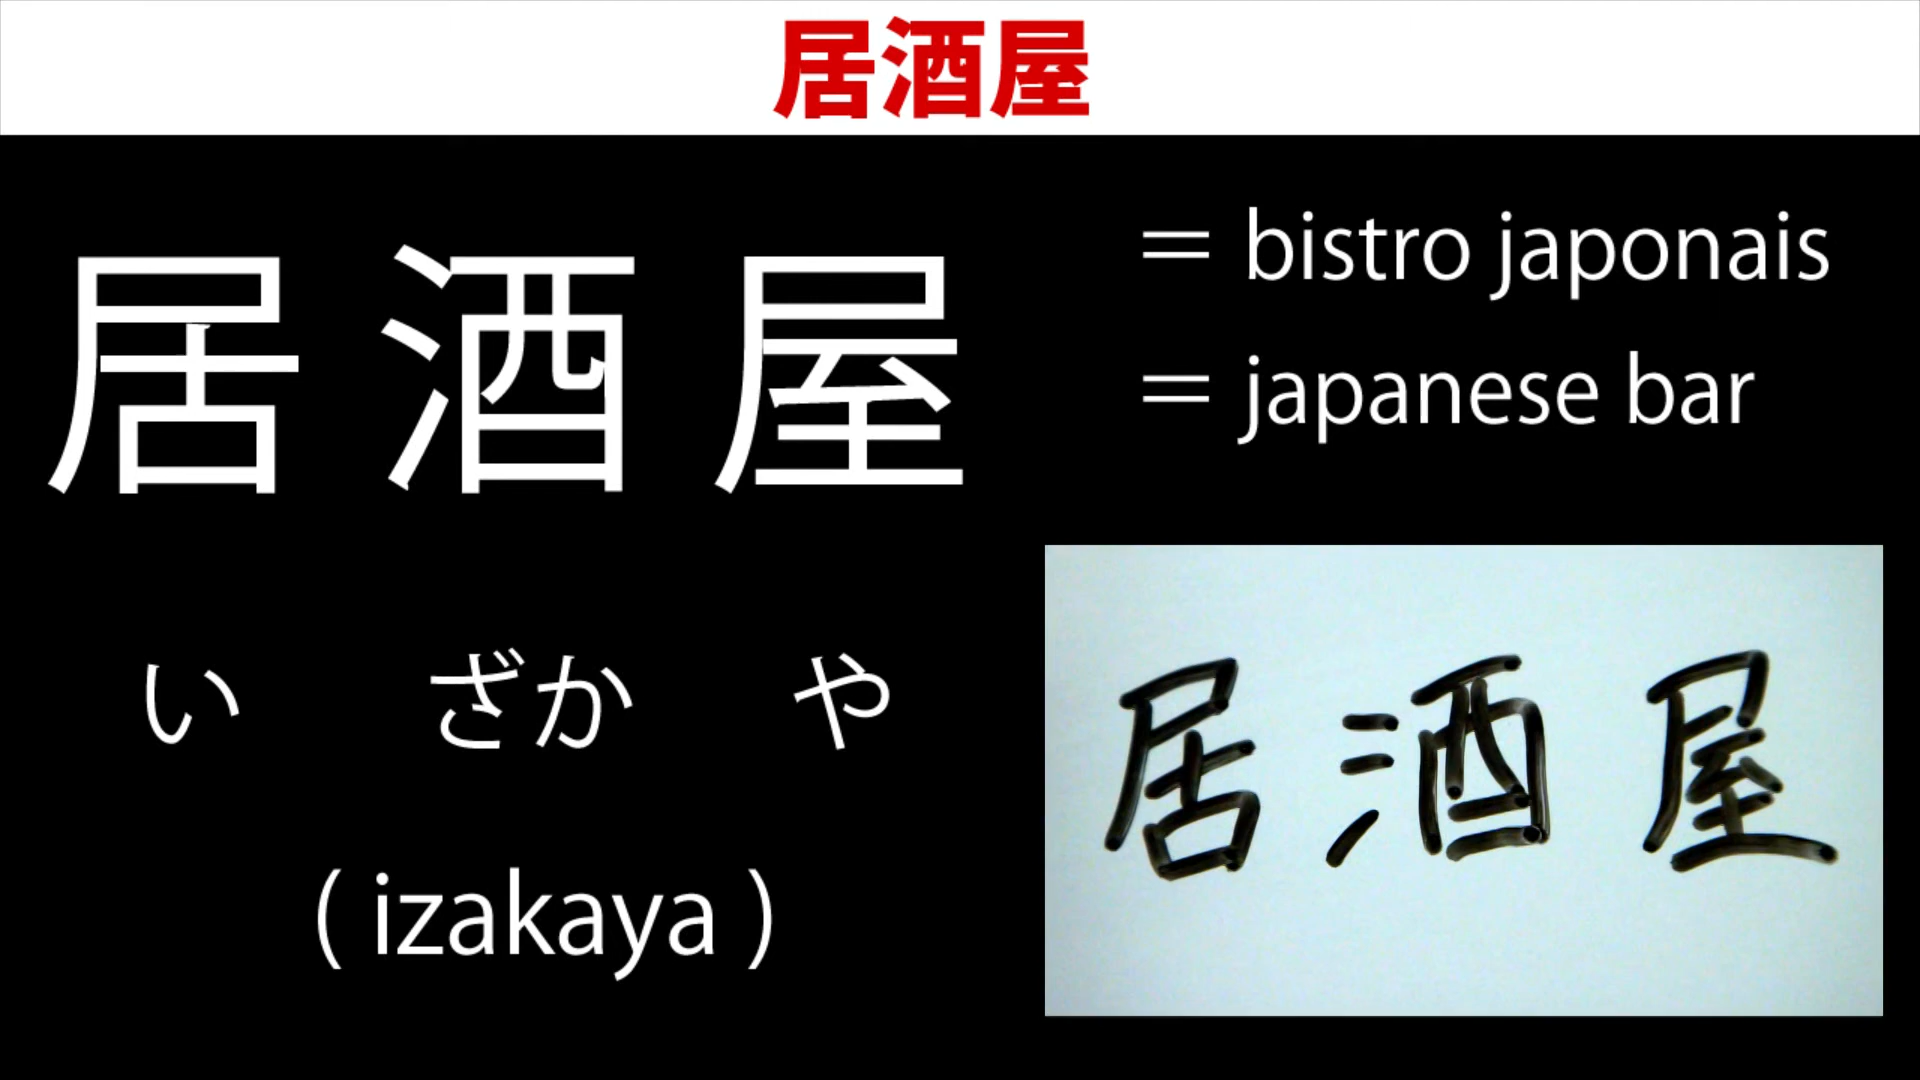 居酒屋
居酒屋
い ざか や
( izakaya )
= bistro japonais
= japanese bar
居酒屋